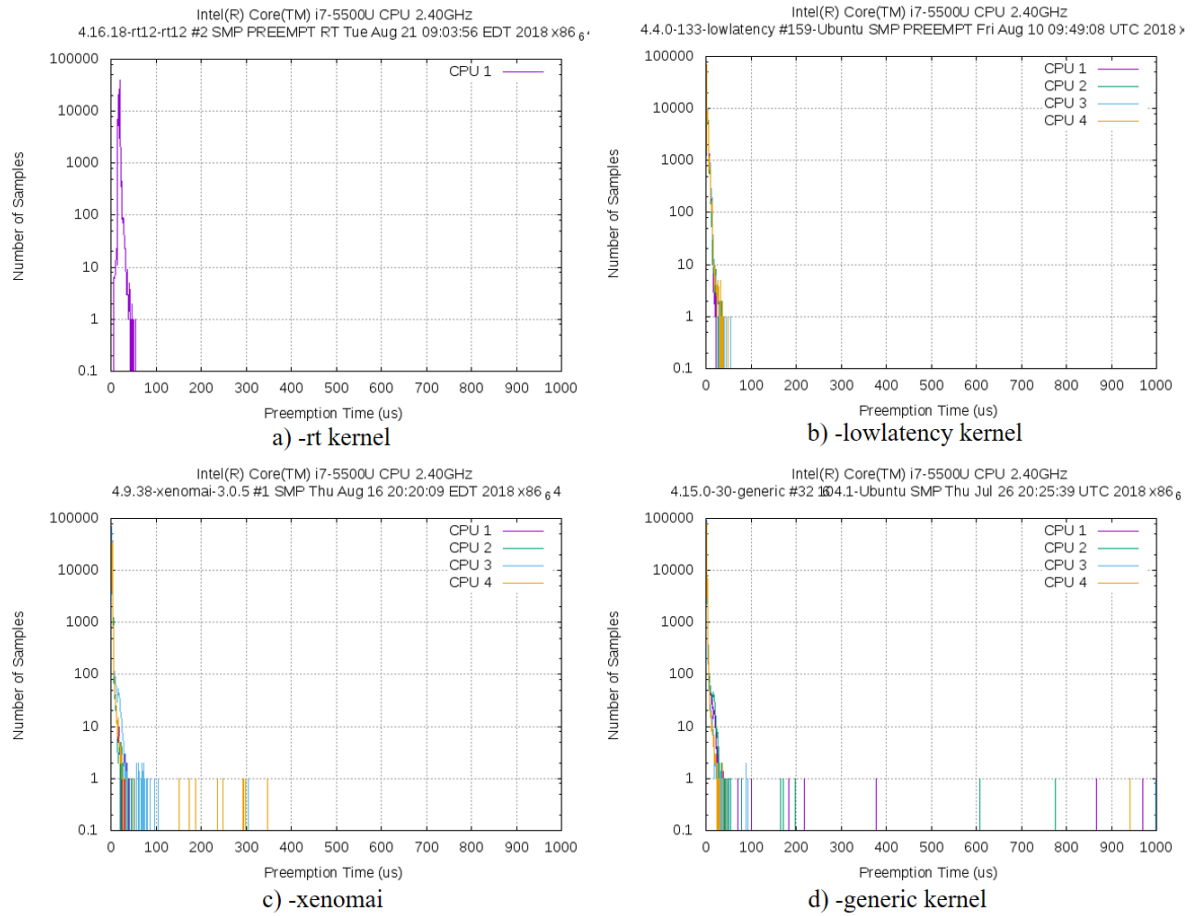 Intel(R) Core(TM) i7-5500U CPU 2.40GHz
4.16.18-rt12-rt12 #2 SMP PREEMPT RT Tue Aug 21 09:03:56 EDT 2018 x86 6
100000
10000
1000
100
10
1
0.1
CPU 1
Number of Samples
0 100 200 300 400 500 600 700 800 900 1000
Preemption Time (us)
a) -rt kernel
Intel(R) Core(TM) i7-5500U CPU 2.40GHz
4.4.0-133-lowlatency #159-Ubuntu SMP PREEMPT Fri Aug 10 09:49:08 UTC 2018 x
100000
10000
1000
100
10
1
0.1
CPU 1
CPU 2
CPU 3
CPU 4
Number of Samples
0 100 200 300 400 500 600 700 800 900 1000
Preemption Time (us)
b) -lowlatency kernel
Intel(R) Core(TM) i7-5500U CPU 2.40GHz
4.9.38-xenomai-3.0.5 #1 SMP Thu Aug 16 20:20:09 EDT 2018 x86 6 4
100000
10000
1000
100
10
1
0.1
CPU 1
CPU 2
CPU 3
CPU 4
Number of Samples
0 100 200 300 400 500 600 700 800 900 1000
Preemption Time (us)
c) -xenomai
Intel(R) Core(TM) i7-5500U CPU 2.40GHz
4.15.0-30-generic #32 04.1-Ubuntu SMP Thu Jul 26 20:25:39 UTC 2018 x86 6
100000
10000
1000
100
10
1
0.1
CPU 1
CPU 2
CPU 3
CPU 4
Number of Samples
0 100 200 300 400 500 600 700 800 900 1000
Preemption Time (us)
d) -generic kernel